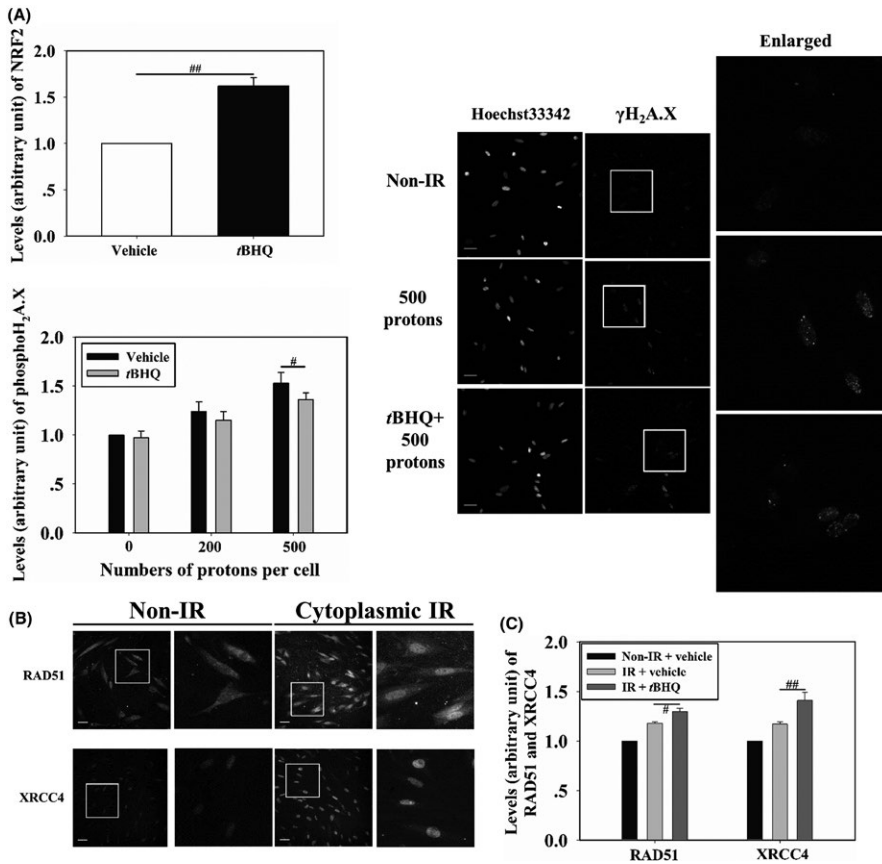 (A)
Levels (arbitrary unit) of NRF2
2.0
1.5
1.0
.5
0.0
##
Vehicle
tBHQ
Levels (arbitrary unit) of phosphoH2A.X
2.0
1.5
1.0
.5
0.0
Vehicle
tBHQ
#
0
200
500
Numbers of protons per cell
Hoechst33342
γH2A.X
Enlarged
Non-IR
500
protons
tBHQ+
500
protons
(B)
Non-IR
Cytoplasmic IR
RAD51
XRCC4
(C)
Levels (arbitrary unit) of
RAD51 and XRCC4
2.0
1.5
1.0
.5
0.0
Non-IR + vehicle
IR + vehicle
IR + tBHQ
#
##
RAD51
XRCC4